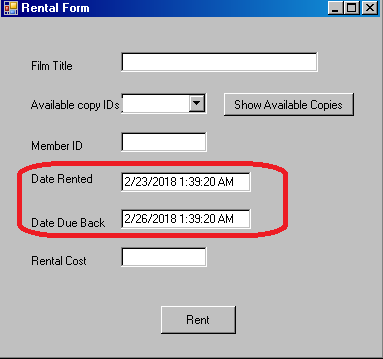 Rental Form
Film Title
Available copy IDs
Show Available Copies
Member ID
Date Rented 2/23/2018 1:39:20 AM
Date Due Back 2/26/2018 1:39:20 AM
Rental Cost
Rent